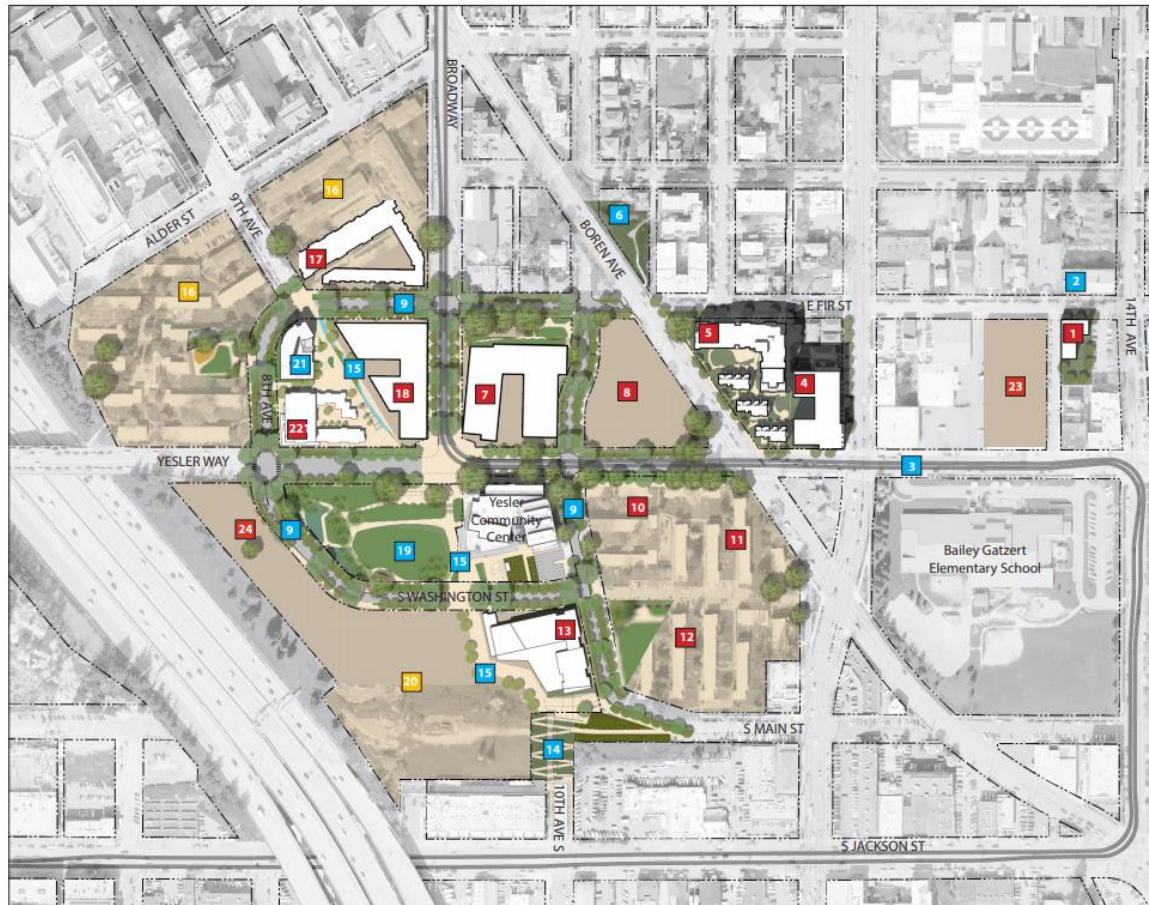 BROADWAY
16
ALDER ST
9TH AVE
6
BOREN AVE
17
16
2
9
E FIR ST
14TH AVE
5
1
21
15
8TH AVE
18
7
8
4
23
221
YESLER WAY
3
Yesler
Community
Center
9
10
24
9
11
19
15
Bailey Gatzert
Elementary School
S WASHINGTON ST
13
12
15
20
S MAIN ST
14
10TH AVE S
S JACKSON ST